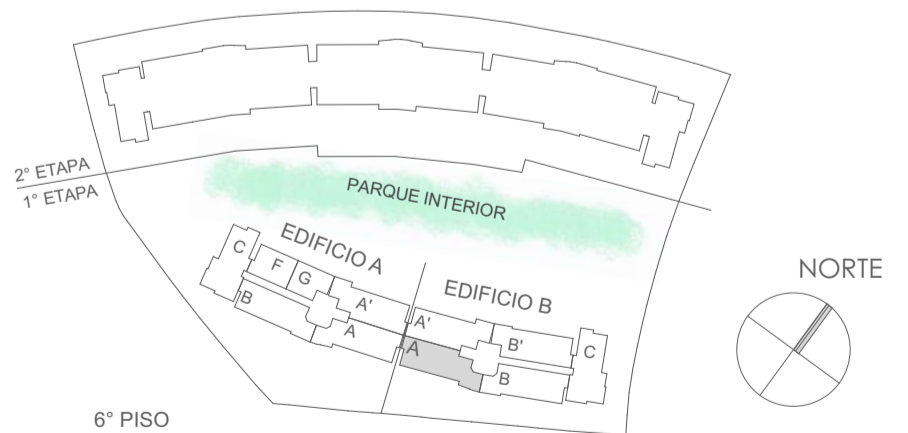 2° ETAPA
1° ETAPA
PARQUE INTERIOR
EDIFICIO A
EDIFICIO B
NORTE
C
F
G
B
A'
A
A'
A
B'
B
C
6° PISO